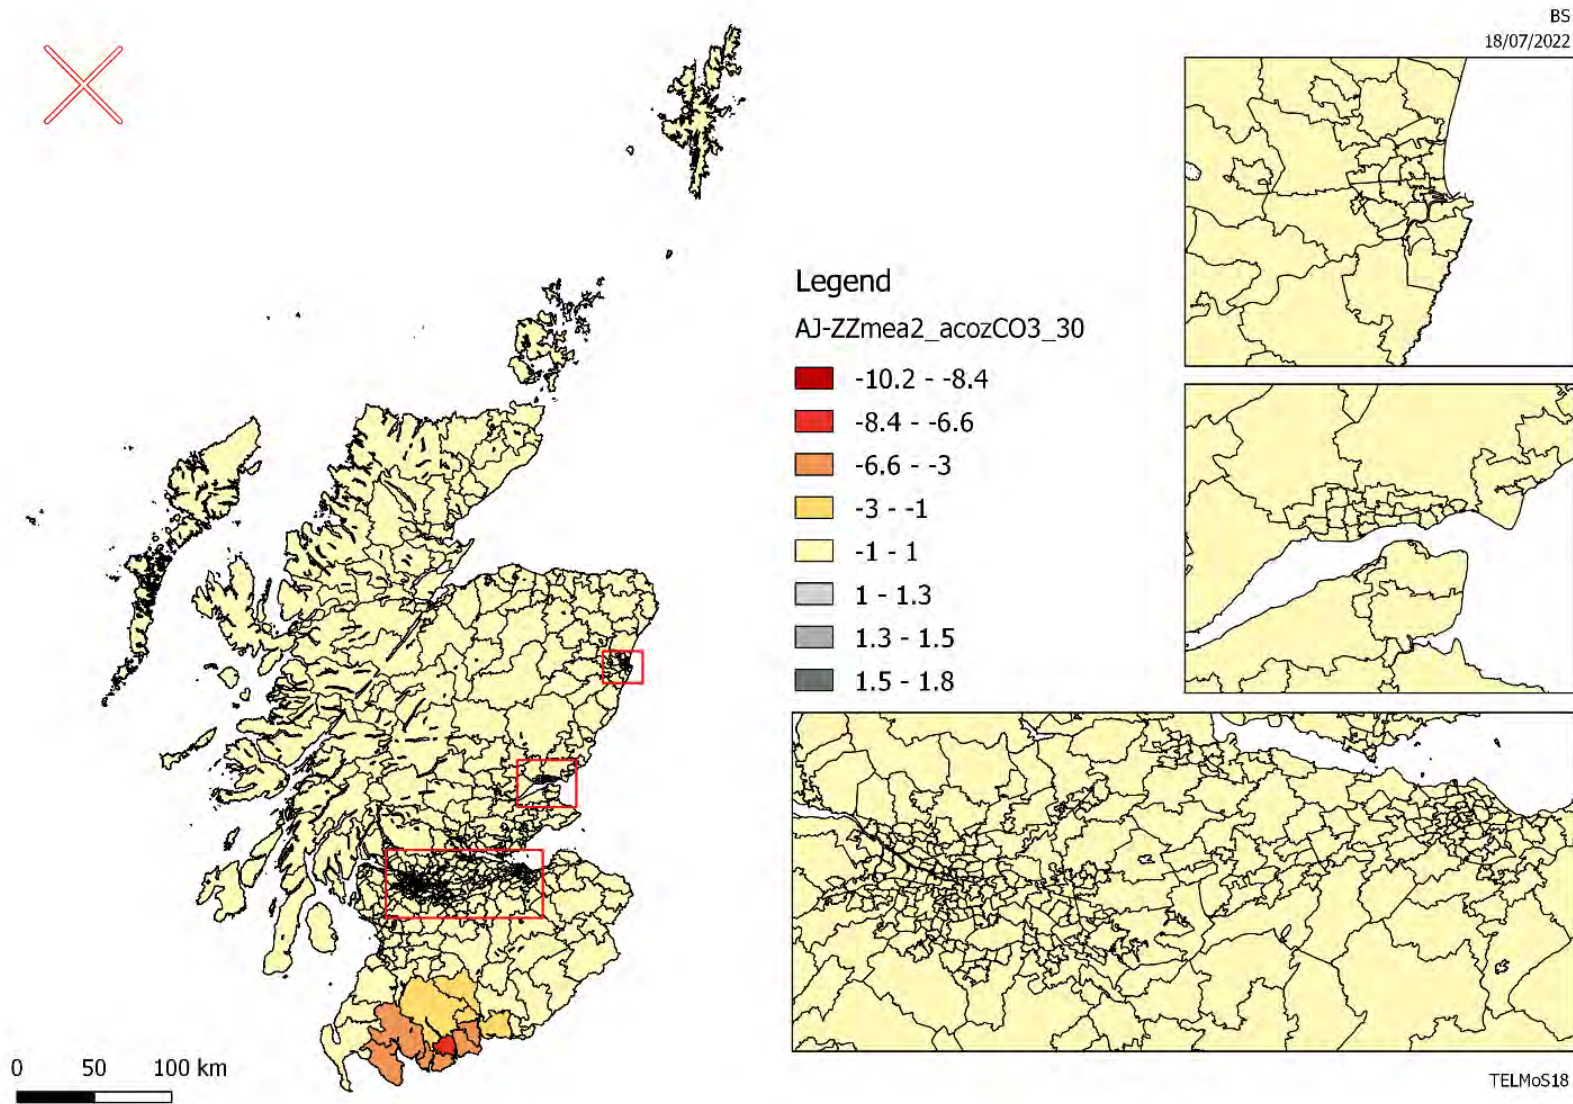 BS
18/07/2022
Legend
AJ-ZZmea2_acozCO3_30
-10.2 - -8.4
-8.4 - -6.6
-6.6 - -3
-3 - -1
-1 - 1
1 - 1.3
1.3 - 1.5
1.5 - 1.8
0 50 100 km
TELMoS18